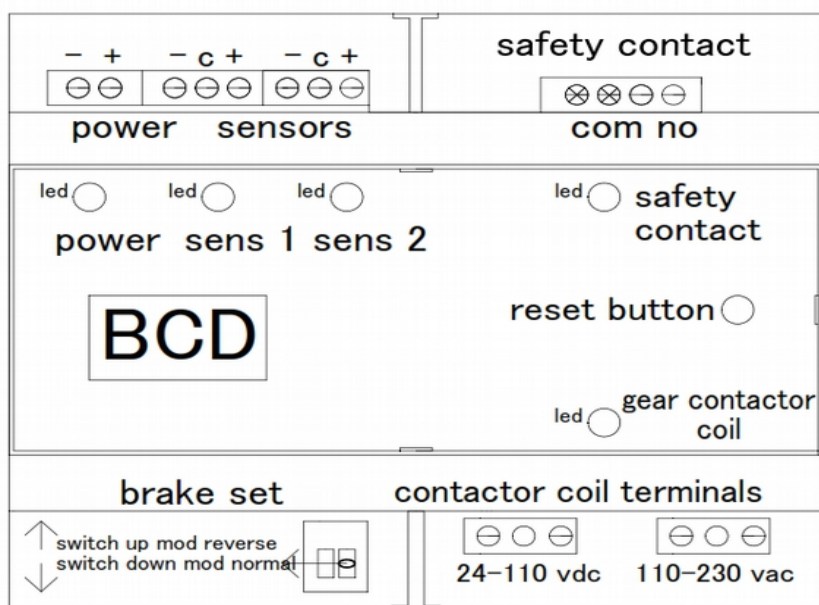 − + − c + − c +
safety contact
power sensors
com no
led led led led
safety
contact
power sens 1 sens 2
BCD
reset button
led
gear contactor
coil
brake set
contactor coil terminals
switch up mod reverse
switch down mod normal
24−110 vdc
110−230 vac